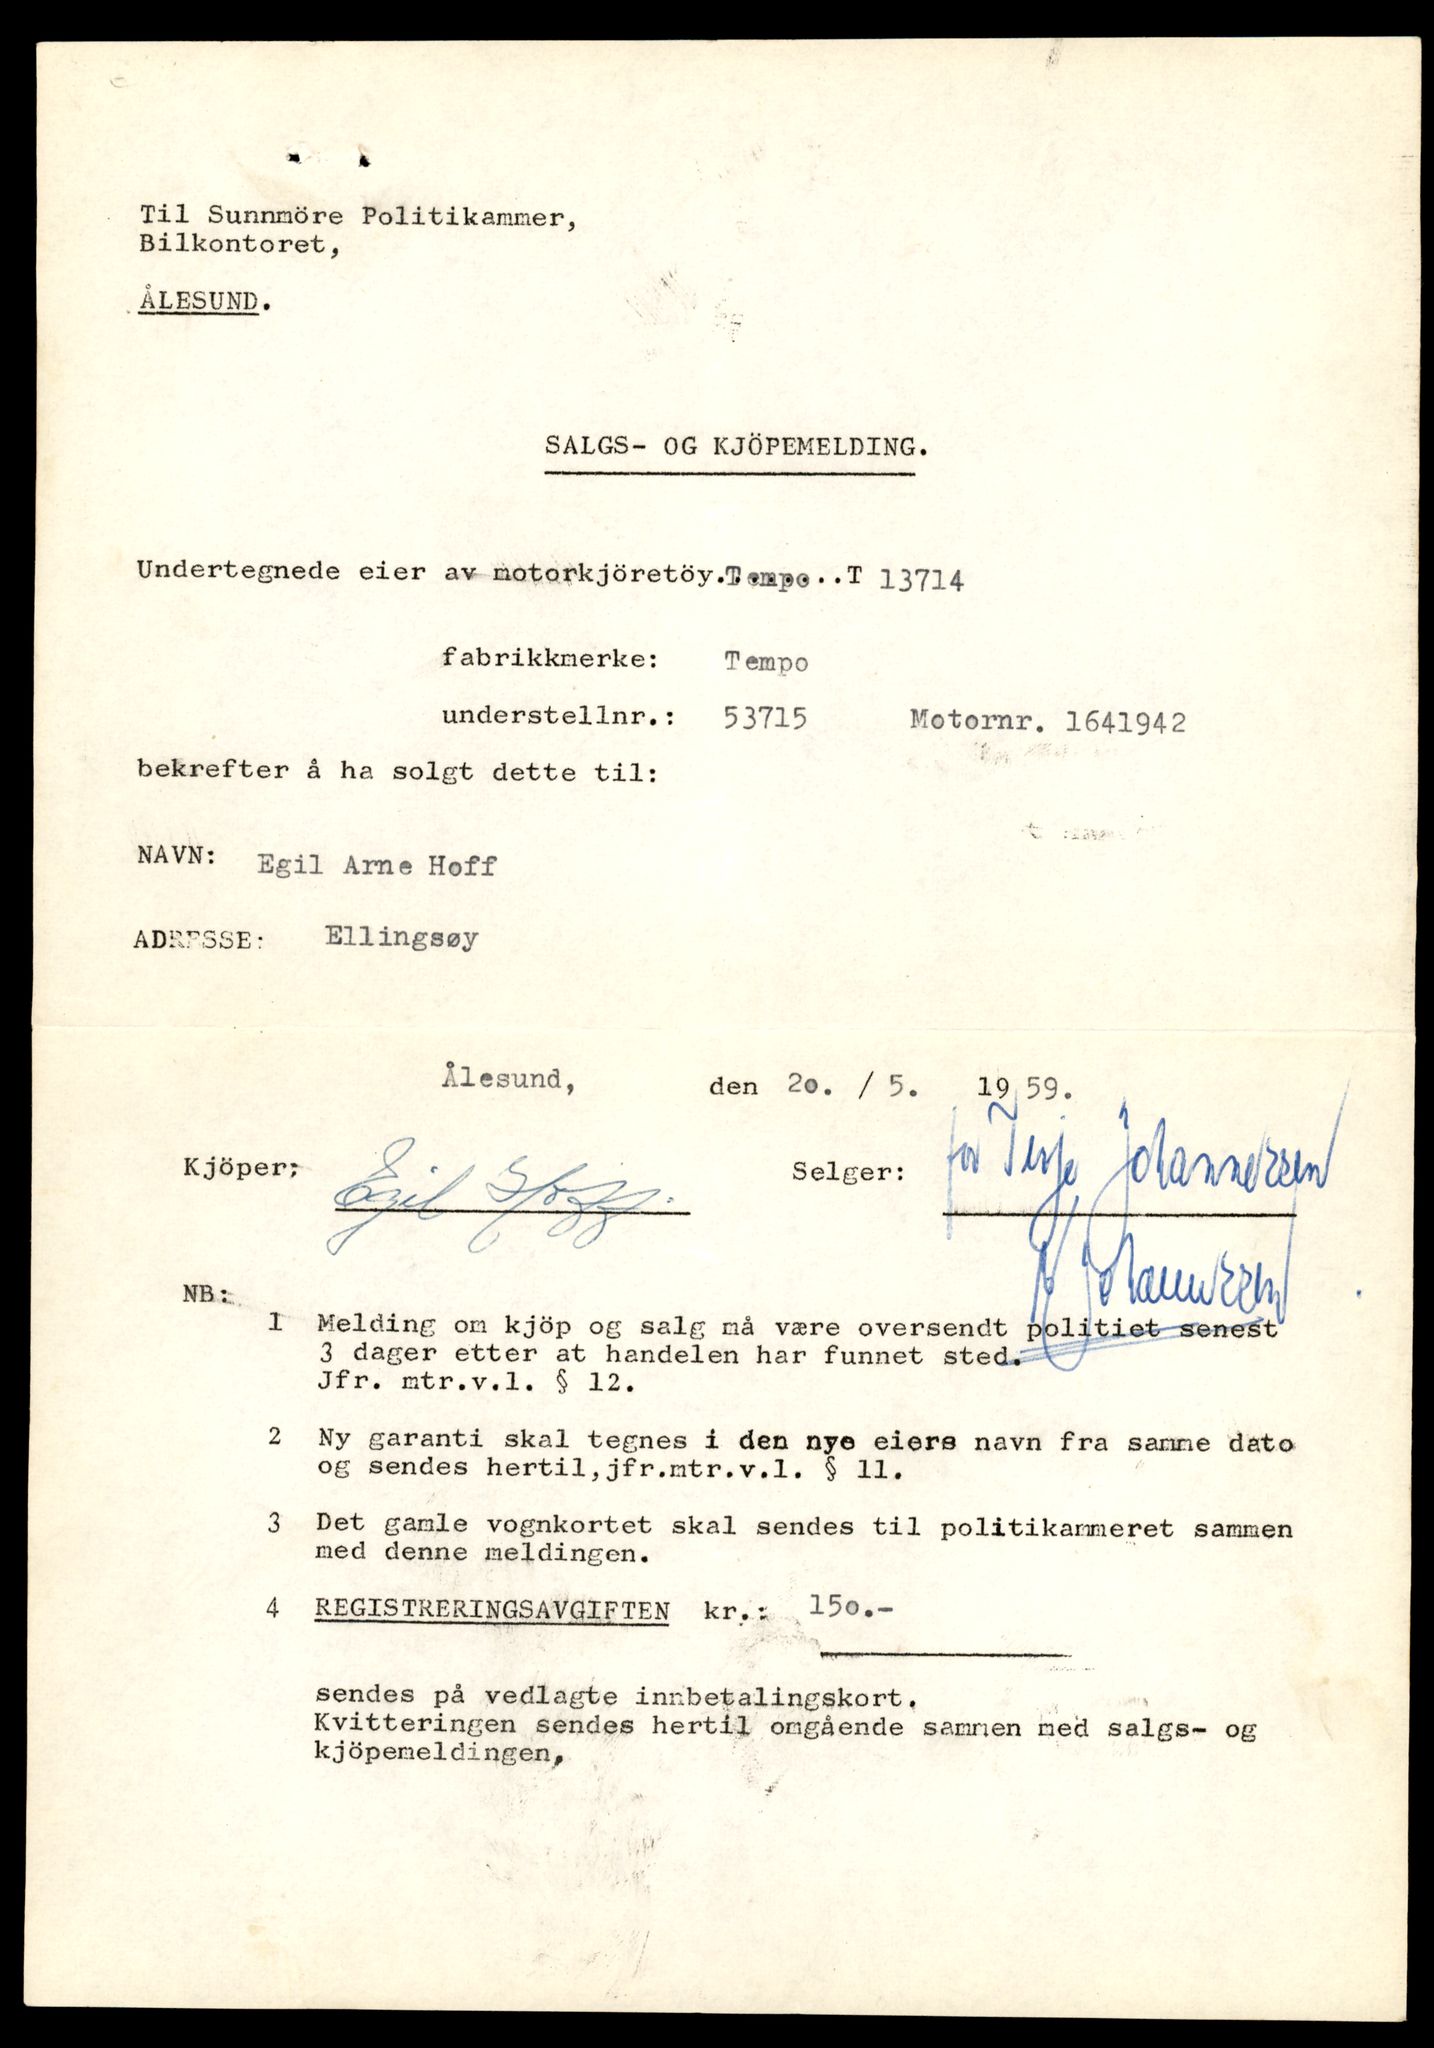 Til Sunnmöre Politikammer,
Bilkontoret,
ÅLESUND.
SALGS- OG KJÖPEMELDING.
Undertegnede eier av motorkjöretöy.Tempo...T 13714
fabrikkmerke: Tempo
understellnr.: 53715 Motornr. 1641942
bekrefter å ha solgt dette til:
NAVN: Egil Arne Hoff
ADRESSE: Ellingsøy
Ålesund, den 20. / 5. 1959.
Kjöper: Egil Hoff. Selger: for Terje Johannessen
Johannessen
NB:
1 Melding om kjöp og salg må være oversendt politiet senest
3 dager etter at handelen har funnet sted.
Jfr. mtr.v.l. § 12.
2 Ny garanti skal tegnes i den nye eiers navn fra samme dato
og sendes hertil,jfr.mtr.v.l. § 11.
3 Det gamle vognkortet skal sendes til politikammeret sammen
med denne meldingen.
4 REGISTRERINGSAVGIFTEN kr.: 150.-
sendes på vedlagte innbetalingskort.
Kvitteringen sendes hertil omgående sammen med salgs- og
kjöpemeldingen.